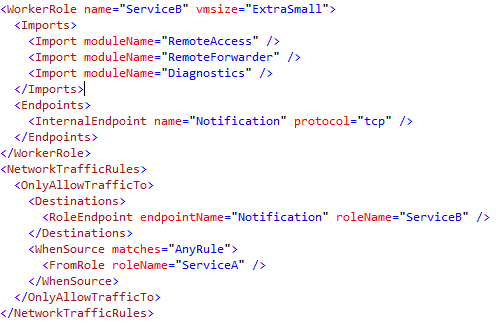 <WorkerRole name="ServiceB" vmsize="ExtraSmall">
  <Imports>
    <Import moduleName="RemoteAccess" />
    <Import moduleName="RemoteForwarder" />
    <Import moduleName="Diagnostics" />
  </Imports>
  <Endpoints>
    <InternalEndpoint name="Notification" protocol="tcp" />
  </Endpoints>
</WorkerRole>
<NetworkTrafficRules>
  <OnlyAllowTrafficTo>
    <Destinations>
      <RoleEndpoint endpointName="Notification" roleName="ServiceB" />
    </Destinations>
    <WhenSource matches="AnyRule">
      <FromRole roleName="ServiceA" />
    </WhenSource>
  </OnlyAllowTrafficTo>
</NetworkTrafficRules>